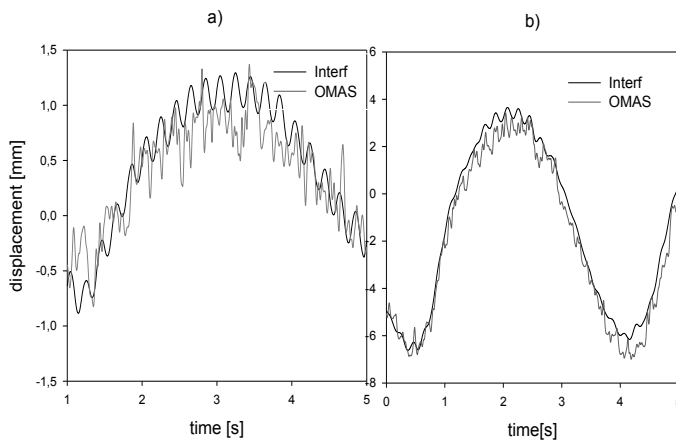 a)
b)
1,5
1,0
0,5
0,0
-0,5
-1,0
-1,5
displacement [mm]
Interf
OMAS
1
2
3
4
5
time [s]
6
4
2
0
-2
-4
-6
-8
Interf
OMAS
0
1
2
3
4
5
time[s]